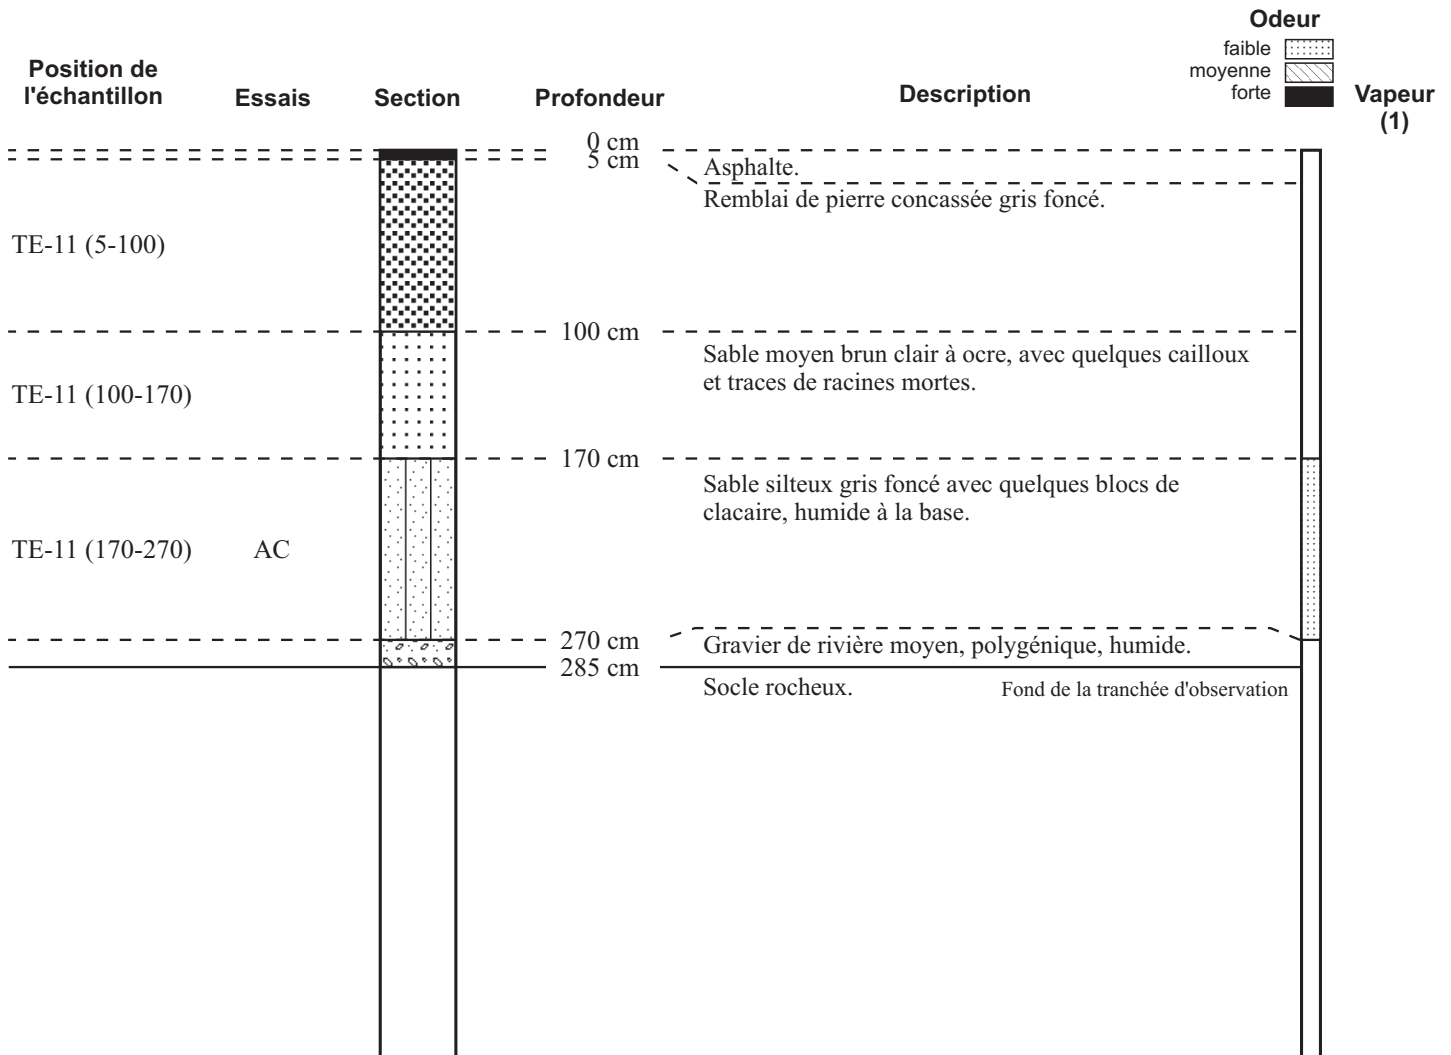 Odeur
faible
moyenne
forte
Position de
l'échantillon
Essais
Section
Profondeur
Description
Vapeur
(1)
0 cm
5 cm
Asphalte.
Remblai de pierre concassée gris foncé.
TE-11 (5-100)
100 cm
Sable moyen brun clair à ocre, avec quelques cailloux
et traces de racines mortes.
TE-11 (100-170)
170 cm
Sable silteux gris foncé avec quelques blocs de
clacaire, humide à la base.
TE-11 (170-270)
AC
270 cm
Gravier de rivière moyen, polygénique, humide.
285 cm
Socle rocheux.
Fond de la tranchée d'observation